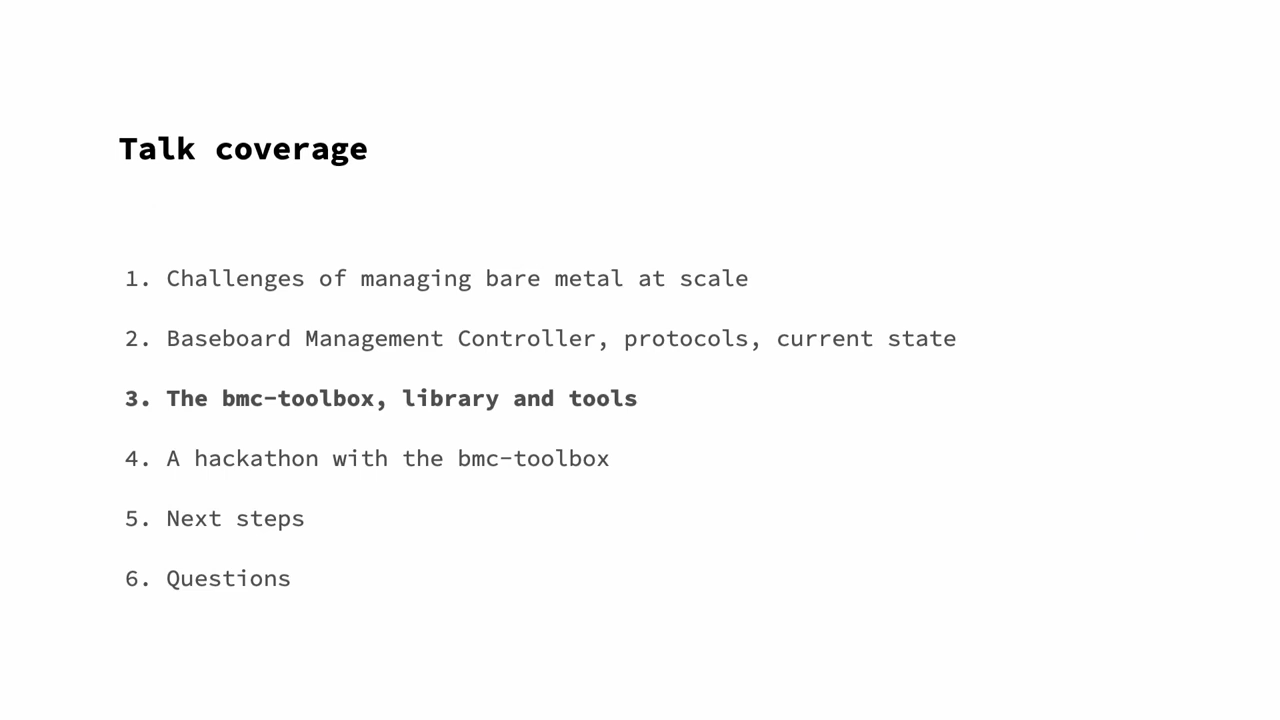 Talk coverage
1. Challenges of managing bare metal at scale
2. Baseboard Management Controller, protocols, current state
3. The bmc-toolbox, library and tools
4. A hackathon with the bmc-toolbox
5. Next steps
6. Questions